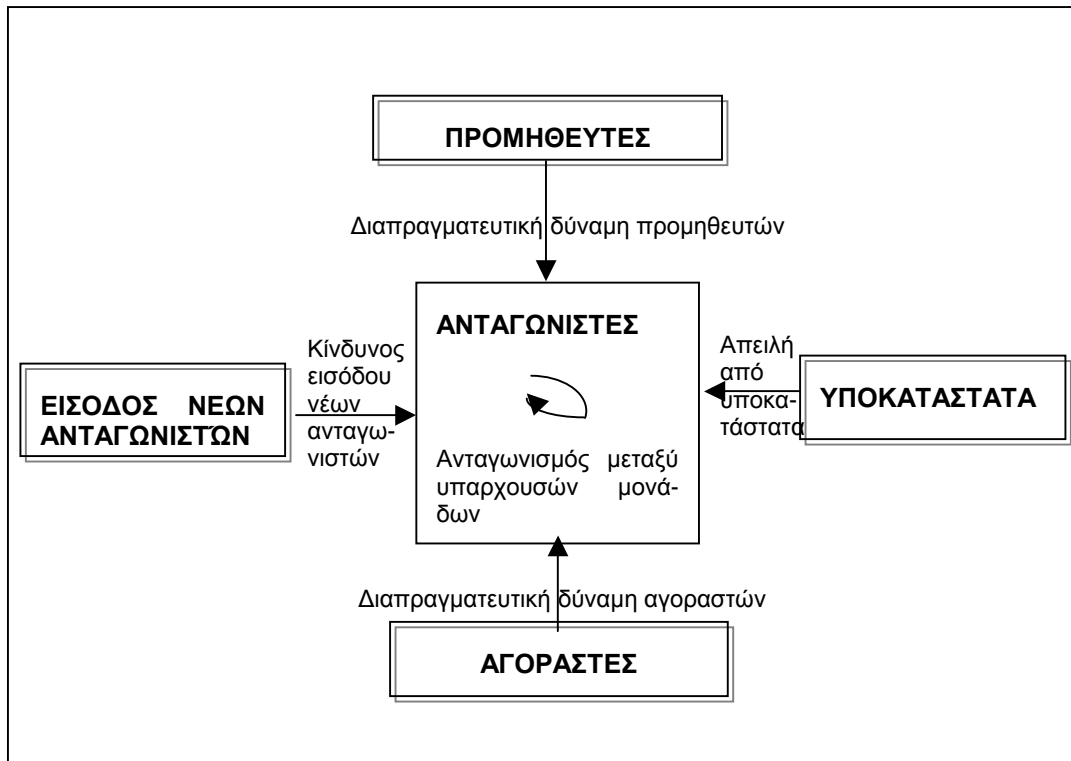 ΠΡΟΜΗΘΕΥΤΕΣ
Διαπραγματευτική δύναμη προμηθευτών
ΑΝΤΑΓΩΝΙΣΤΕΣ
Ανταγωνισμός μεταξύ
υπαρχουσών μονά-
δων
Κίνδυνος
εισόδου
νέων
ανταγω-
νιστών
ΕΙΣΟΔΟΣ ΝΕΩΝ
ΑΝΤΑΓΩΝΙΣΤΏΝ
Απειλή
από
υποκα-
τάστατα
ΥΠΟΚΑΤΑΣΤΑΤΑ
Διαπραγματευτική δύναμη αγοραστών
ΑΓΟΡΑΣΤΕΣ